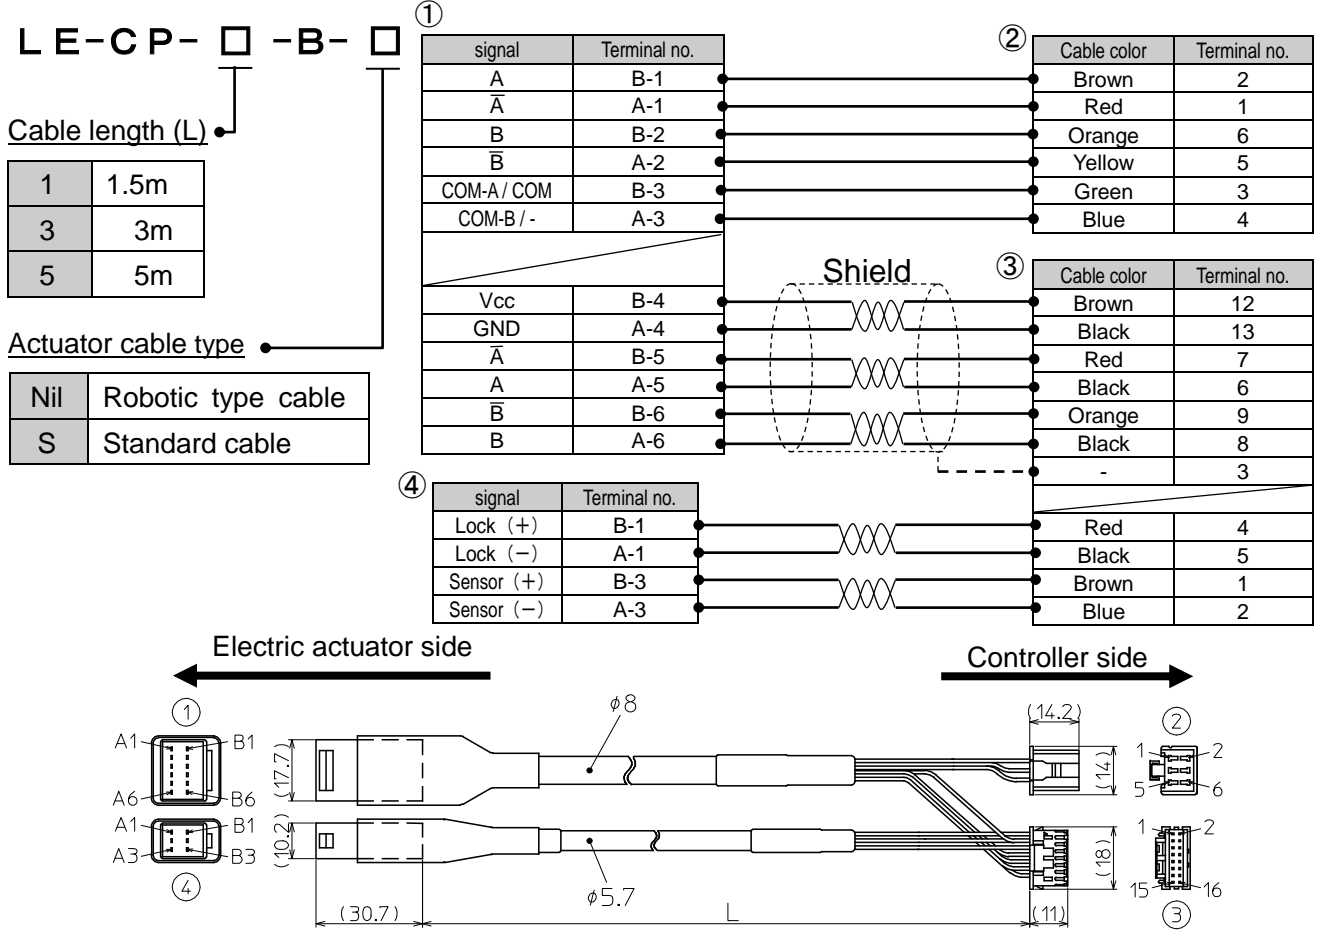 LE-CP-□-B-□
Cable length (L)
1 1.5m
3 3m
5 5m
Actuator cable type
Nil Robotic type cable
S Standard cable
①
signal Terminal no.
A B-1
A̅ A-1
B B-2
B̅ A-2
COM-A / COM B-3
COM-B / - A-3
Vcc B-4
GND A-4
A̅ B-5
A A-5
B̅ B-6
B A-6
Shield
②
Cable color Terminal no.
Brown 2
Red 1
Orange 6
Yellow 5
Green 3
Blue 4
③
Cable color Terminal no.
Brown 12
Black 13
Red 7
Black 6
Orange 9
Black 8
- 3
Red 4
Black 5
Brown 1
Blue 2
④
signal Terminal no.
Lock (+) B-1
Lock (−) A-1
Sensor (+) B-3
Sensor (−) A-3
Electric actuator side
Controller side
①
A1 B1
A6 B6
A1 B1
A3 B3
④
(17.7)
(10.2)
(30.7)
φ8
φ5.7
L
(14.2)
(14)
(18)
(11)
②
1 2
5 6
1 2
15 16
③